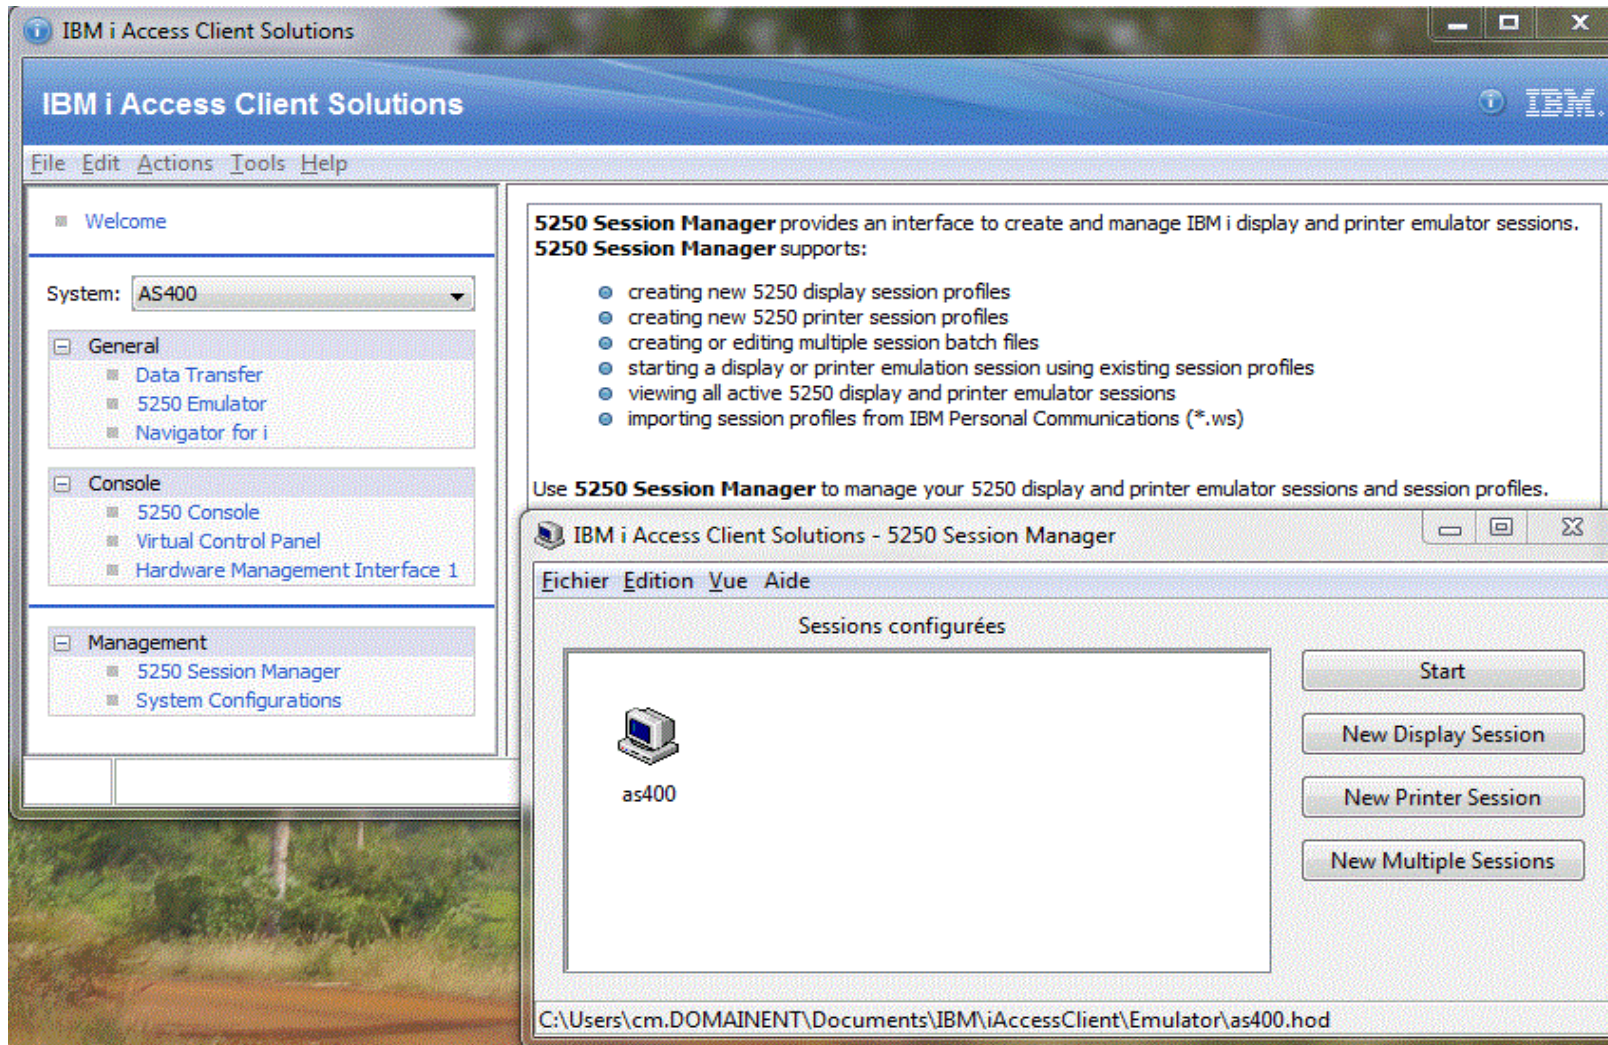 IBM i Access Client Solutions
IBM i Access Client Solutions
IBM.
File Edit Actions Tools Help
Welcome
System: AS400
General
Data Transfer
5250 Emulator
Navigator for i
Console
5250 Console
Virtual Control Panel
Hardware Management Interface 1
Management
5250 Session Manager
System Configurations
5250 Session Manager provides an interface to create and manage IBM i display and printer emulator sessions.
5250 Session Manager supports:
creating new 5250 display session profiles
creating new 5250 printer session profiles
creating or editing multiple session batch files
starting a display or printer emulation session using existing session profiles
viewing all active 5250 display and printer emulator sessions
importing session profiles from IBM Personal Communications (*.ws)
Use 5250 Session Manager to manage your 5250 display and printer emulator sessions and session profiles.
IBM i Access Client Solutions - 5250 Session Manager
Fichier Edition Vue Aide
Sessions configurées
as400
Start
New Display Session
New Printer Session
New Multiple Sessions
C:\Users\cm.DOMAINENT\Documents\IBM\iAccessClient\Emulator\as400.hod